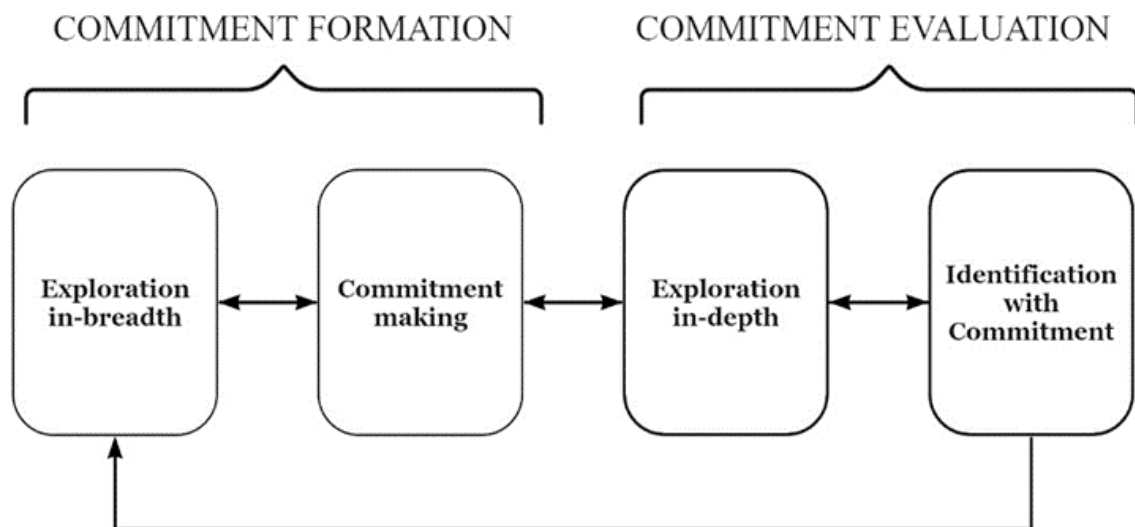 COMMITMENT FORMATION
COMMITMENT EVALUATION
Exploration
in-breadth
Commitment
making
Exploration
in-depth
Identification
with
Commitment